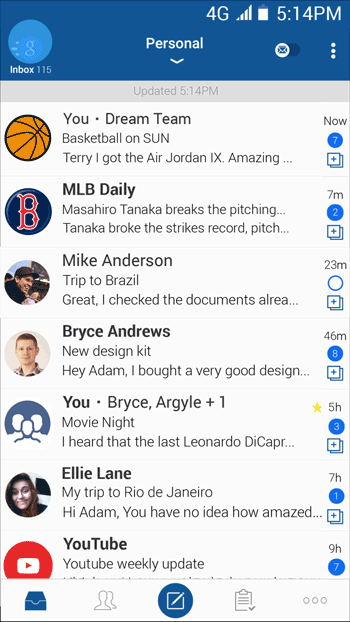 4G 5:14PM
g
Personal
Inbox 115
Updated 5:14PM
You · Dream Team Now
Basketball on SUN 7
Terry I got the Air Jordan IX. Amazing ...
MLB Daily 7m
Masahiro Tanaka breaks the pitching... 2
Tanaka broke the strikes record, pitch...
B
Mike Anderson 23m
Trip to Brazil
Great, I checked the documents alrea...
Bryce Andrews 46m
New design kit 8
Hey Adam, I bought a very good design...
You · Bryce, Argyle + 1 5h
Movie Night 3
I heard that the last Leonardo DiCapr...
Ellie Lane 7h
My trip to Rio de Janeiro 1
Hi Adam, You have no idea how amazed...
YouTube 9h
Youtube weekly update 7